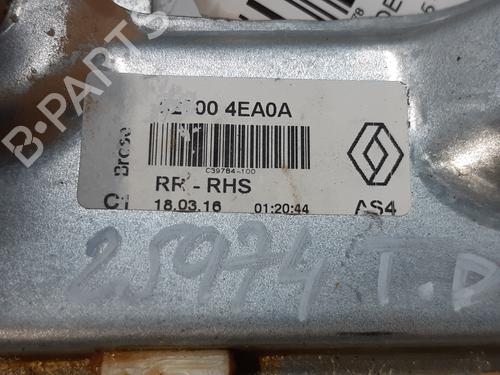 B-PARTS
4EA0A
Brose
C39784-100
RR - RHS
18.03.16 01:20:44 AS4
25974 T.D